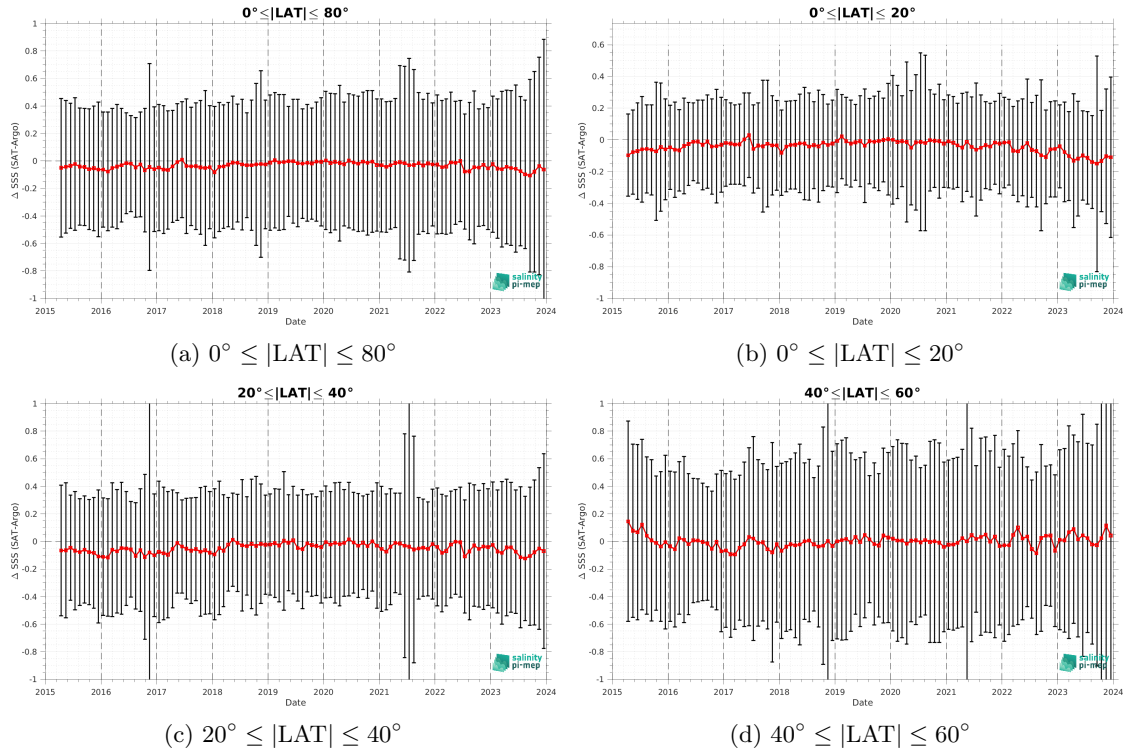 0°≤|LAT|≤ 80°
1
0.8
0.6
0.4
0.2
0
-0.2
-0.4
-0.6
-0.8
-1
Δ SSS (SAT-Argo)
salinity
pi-mep
2015 2016 2017 2018 2019 2020 2021 2022 2023 2024
Date
(a) 0° ≤ |LAT| ≤ 80°
0°≤|LAT|≤ 20°
0.6
0.4
0.2
0
-0.2
-0.4
-0.6
-0.8
-1
Δ SSS (SAT-Argo)
salinity
pi-mep
2015 2016 2017 2018 2019 2020 2021 2022 2023 2024
Date
(b) 0° ≤ |LAT| ≤ 20°
20°≤|LAT|≤ 40°
1
0.8
0.6
0.4
0.2
0
-0.2
-0.4
-0.6
-0.8
-1
Δ SSS (SAT-Argo)
salinity
pi-mep
2015 2016 2017 2018 2019 2020 2021 2022 2023 2024
Date
(c) 20° ≤ |LAT| ≤ 40°
40°≤|LAT|≤ 60°
1
0.8
0.6
0.4
0.2
0
-0.2
-0.4
-0.6
-0.8
-1
Δ SSS (SAT-Argo)
salinity
pi-mep
2015 2016 2017 2018 2019 2020 2021 2022 2023 2024
Date
(d) 40° ≤ |LAT| ≤ 60°